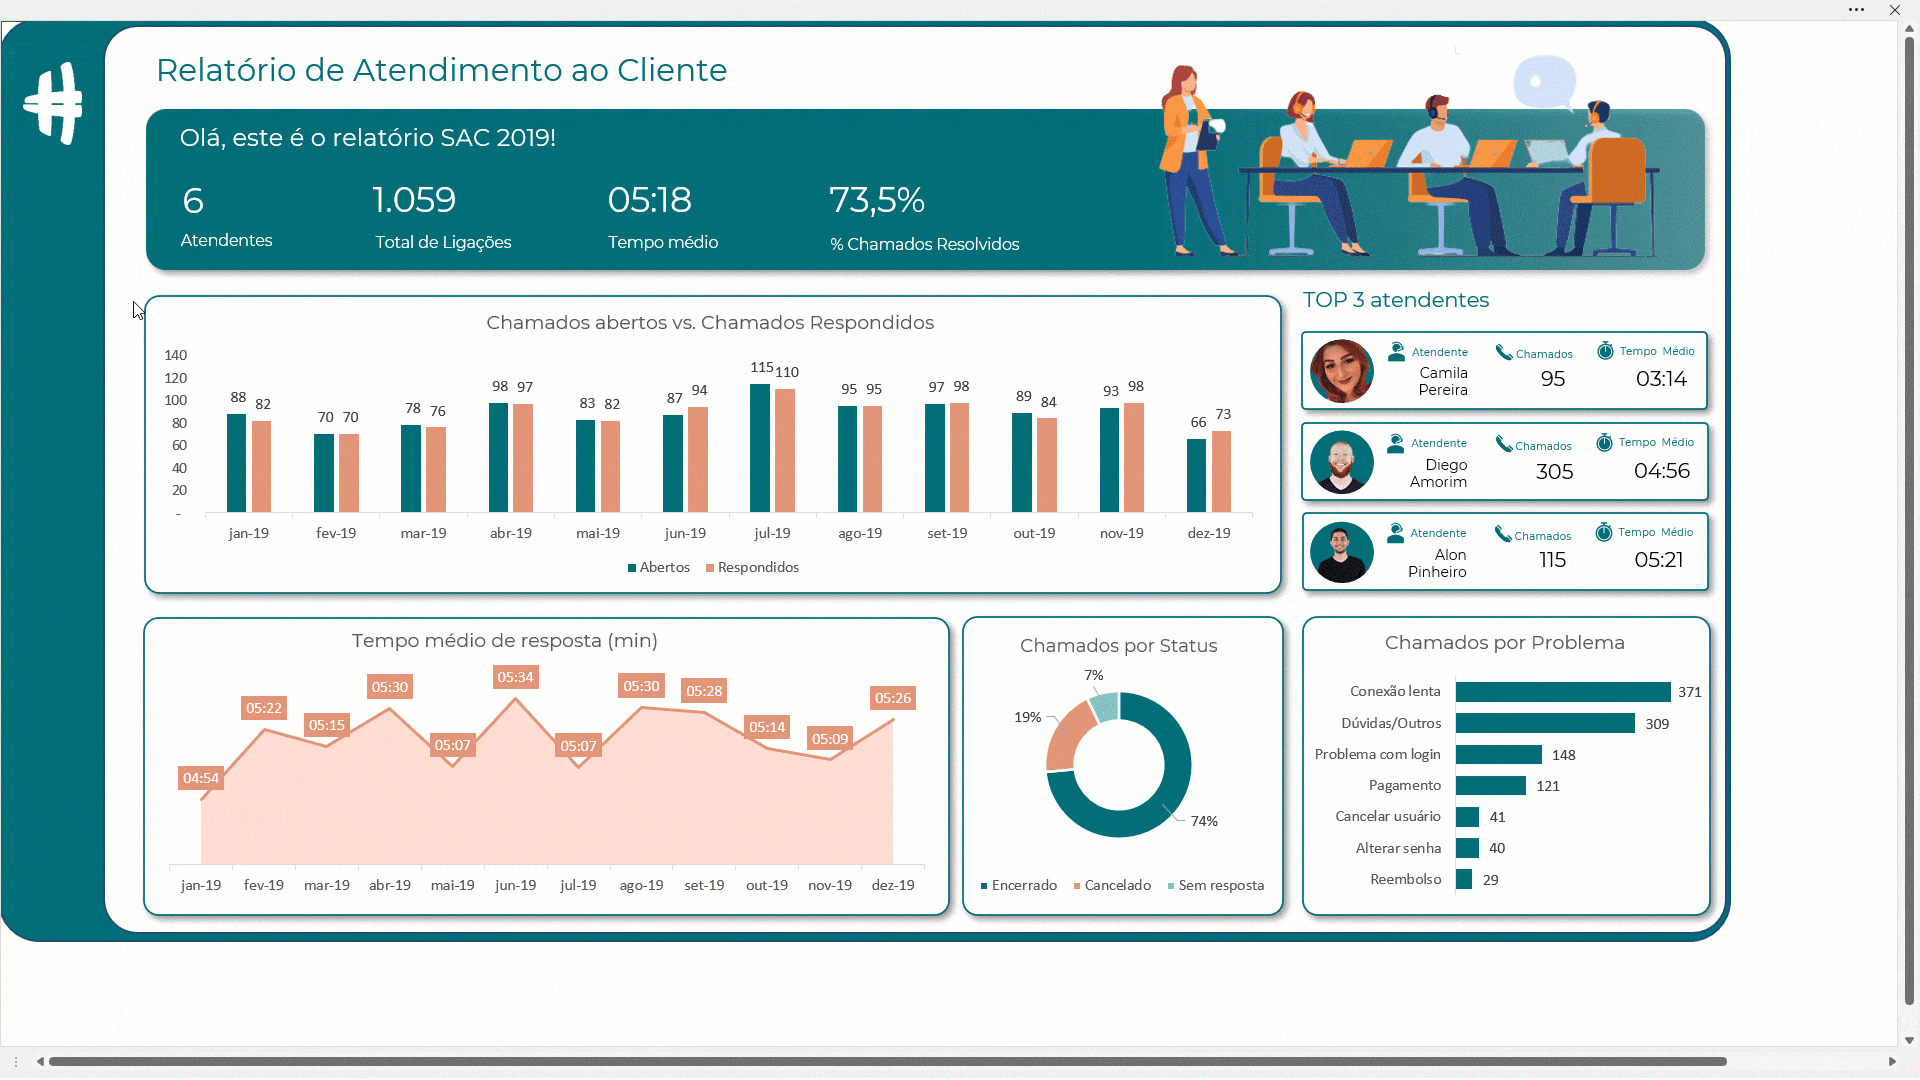 Relatório de Atendimento ao Cliente
Olá, este é o relatório SAC 2019!
6 1.059 05:18 73,5%
Atendentes Total de Ligações Tempo médio % Chamados Resolvidos
Chamados abertos vs. Chamados Respondidos
140
120
100
80
60
40
20
-
88 82 70 70 78 76 98 97 83 82 87 94 115 110 95 95 97 98 89 84 93 98 66 73
jan-19 fev-19 mar-19 abr-19 mai-19 jun-19 jul-19 ago-19 set-19 out-19 nov-19 dez-19
Abertos Respondidos
TOP 3 atendentes
Atendente Chamados Tempo Médio
Camila 95 03:14
Pereira
Atendente Chamados Tempo Médio
Diego 305 04:56
Amorim
Atendente Chamados Tempo Médio
Alon 115 05:21
Pinheiro
Tempo médio de resposta (min)
04:54 05:22 05:15 05:30 05:07 05:34 05:07 05:30 05:28 05:14 05:09 05:26
jan-19 fev-19 mar-19 abr-19 mai-19 jun-19 jul-19 ago-19 set-19 out-19 nov-19 dez-19
Chamados por Status
7%
19%
74%
Encerrado Cancelado Sem resposta
Chamados por Problema
Conexão lenta 371
Dúvidas/Outros 309
Problema com login 148
Pagamento 121
Cancelar usuário 41
Alterar senha 40
Reembolso 29